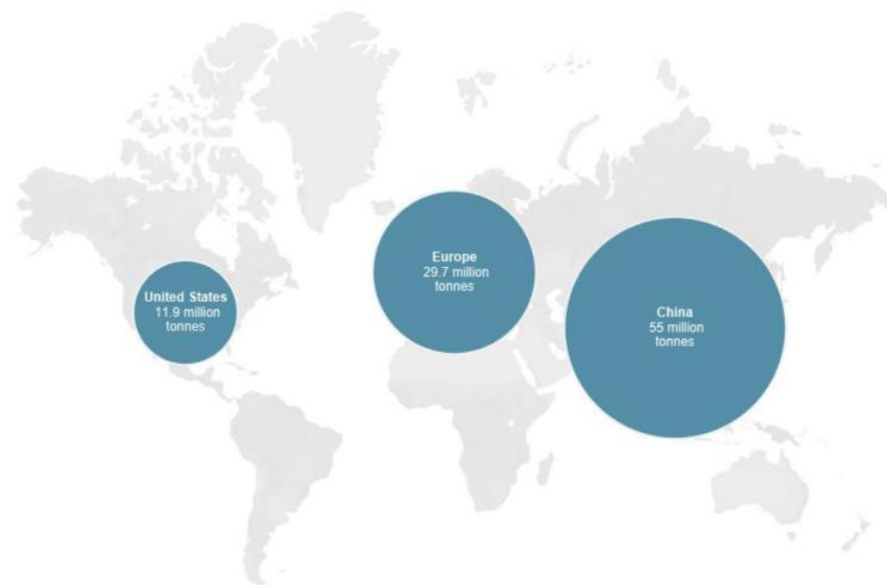 United States
11.9 million
tonnes
Europe
29.7 million
tonnes
China
55 million
tonnes